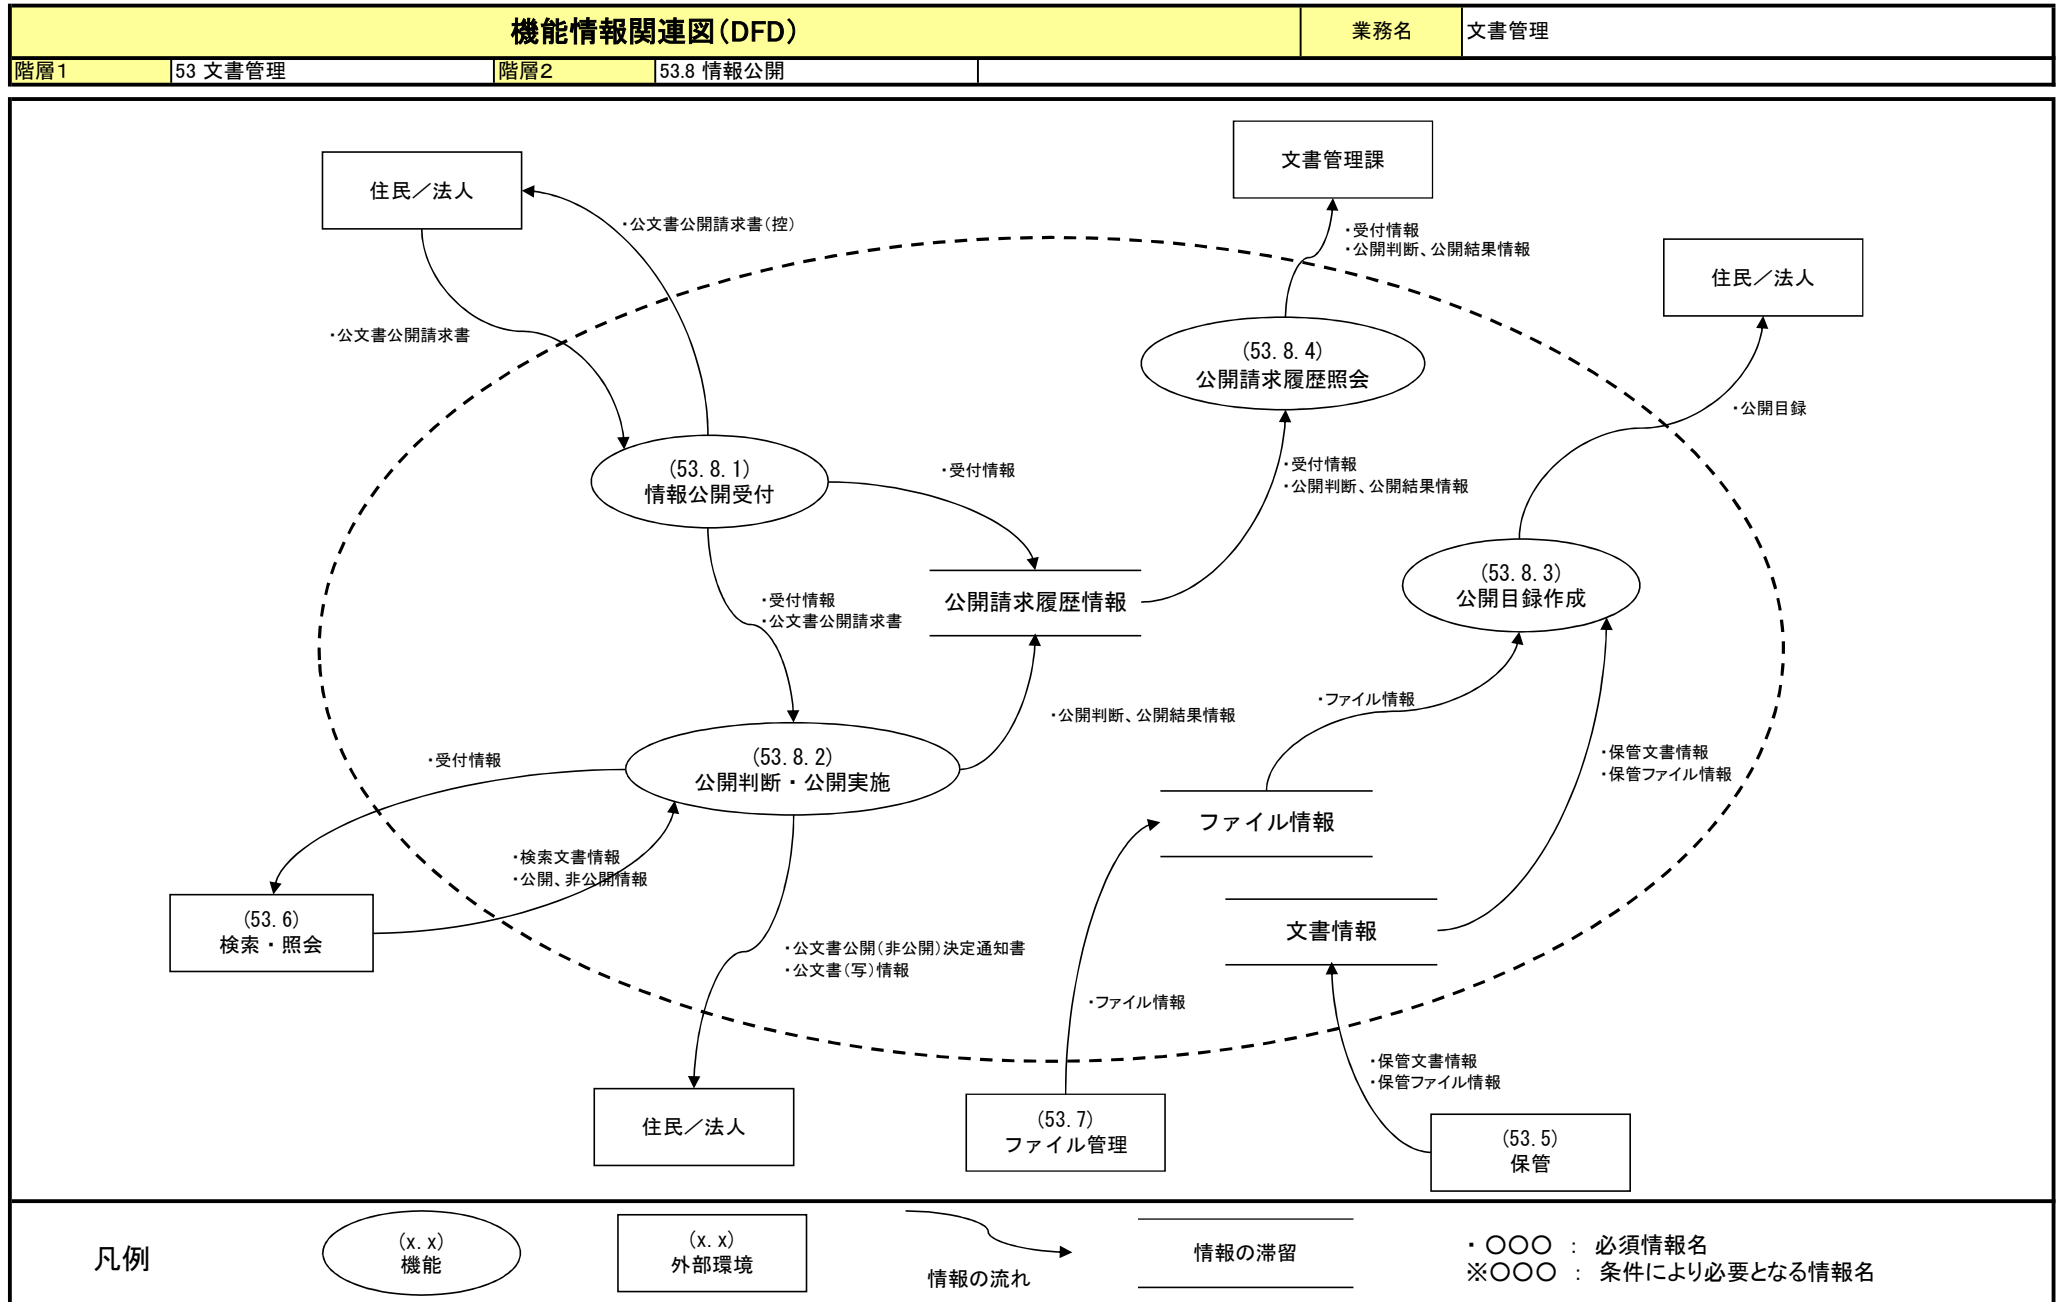 機能情報関連図(DFD)
業務名
文書管理
階層1
53 文書管理
階層2
53.8 情報公開
文書管理課
住民／法人
・公文書公開請求書(控)
・受付情報
・公開判断、公開結果情報
住民／法人
・公文書公開請求書
(53.8.4)
公開請求履歴照会
・公開目録
(53.8.1)
情報公開受付
・受付情報
・受付情報
・公開判断、公開結果情報
(53.8.3)
公開目録作成
・受付情報
・公文書公開請求書
公開請求履歴情報
・ファイル情報
・公開判断、公開結果情報
(53.8.2)
公開判断・公開実施
・受付情報
・保管文書情報
・保管ファイル情報
ファイル情報
・検索文書情報
・公開、非公開情報
(53.6)
検索・照会
文書情報
・公文書公開(非公開)決定通知書
・公文書(写)情報
・ファイル情報
・保管文書情報
・保管ファイル情報
住民／法人
(53.7)
ファイル管理
(53.5)
保管
凡例
(x.x)
機能
(x.x)
外部環境
情報の流れ
情報の滞留
・ 〇〇〇 ： 必須情報名
※〇〇〇 ： 条件により必要となる情報名